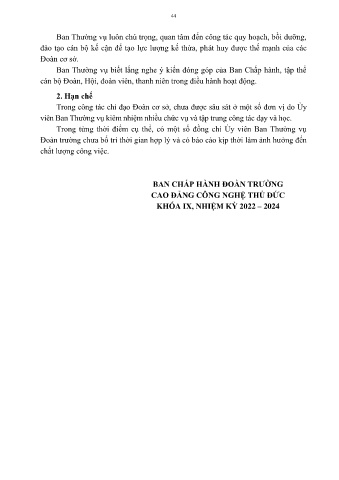 44
Ban Thường vụ luôn chú trọng, quan tâm đến công tác quy hoạch, bồi dưỡng,
đào tạo cán bộ kế cận để tạo lực lượng kế thừa, phát huy được thế mạnh của các
Đoàn cơ sở.
Ban Thường vụ biết lắng nghe ý kiến đóng góp của Ban Chấp hành, tập thể
cán bộ Đoàn, Hội, đoàn viên, thanh niên trong điều hành hoạt động.
2. Hạn chế
Trong công tác chỉ đạo Đoàn cơ sở, chưa được sâu sát ở một số đơn vị do Ủy
viên Ban Thường vụ kiêm nhiệm nhiều chức vụ và tập trung công tác dạy và học.
Trong từng thời điểm cụ thể, có một số đồng chí Ủy viên Ban Thường vụ
Đoàn trường chưa bố trí thời gian hợp lý và có báo cáo kịp thời làm ảnh hưởng đến
chất lượng công việc.
BAN CHẤP HÀNH ĐOÀN TRƯỜNG
CAO ĐẲNG CÔNG NGHỆ THỦ ĐỨC
KHÓA IX, NHIỆM KỲ 2022 – 2024